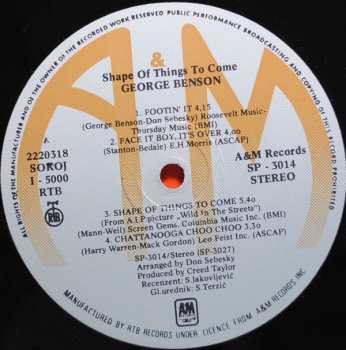 ALL RIGHTS OF THE MANUFACTURER AND OF THE OWNER OF THE RECORDED WORK RESERVED PUBLIC PERFORMANCE, BROADCASTING AND COPYING OF THIS RECORD PROHIBITED
A&M
Shape Of Things To Come
GEORGE BENSON
1. FOOTIN' IT 4,15
(George Benson-Don Sebesky) Roosevelt Music-
Thursday Music (BMI)
2. FACE IT BOY, IT'S OVER 4,00
(Stanton-Bedale) E.H.Morris (ASCAP)
2220318
SOKOJ
I - 5000
RTB
A&M Records
SP - 3014
STEREO
RTB
3. SHAPE OF THINGS TO COME 5,40
(From A.I.P picture „Wild In The Streets")
(Mann-Weil) Screen Gems. Columbia Music Inc. (BMI)
4. CHATTANOOGA CHOO CHOO 3,30
(Harry Warren-Mack Gordon) Leo Feist Inc. (ASCAP)
SP-3014/Stereo (SP-3027)
Arranged by Don Sebesky
Produced by Creed Taylor
Recenzent: S.Jakovljević
Gl.urednik: S.Terzić
A&M
RECORDS
MANUFACTURED BY RTB RECORDS UNDER LICENCE FROM A&M RECORDS INC.